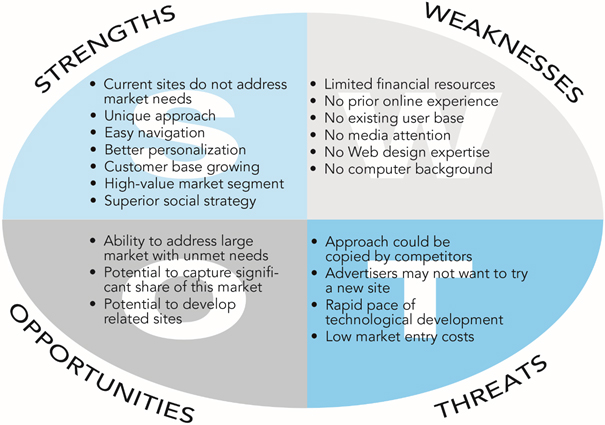 STRENGTHS
S
• Current sites do not address
market needs
• Unique approach
• Easy navigation
• Better personalization
• Customer base growing
• High-value market segment
• Superior social strategy
WEAKNESSES
W
• Limited financial resources
• No prior online experience
• No existing user base
• No media attention
• No Web design expertise
• No computer background
OPPORTUNITIES
O
• Ability to address large
market with unmet needs
• Potential to capture signifi-
cant share of this market
• Potential to develop
related sites
THREATS
T
• Approach could be
copied by competitors
• Advertisers may not want to try
a new site
• Rapid pace of
technological development
• Low market entry costs